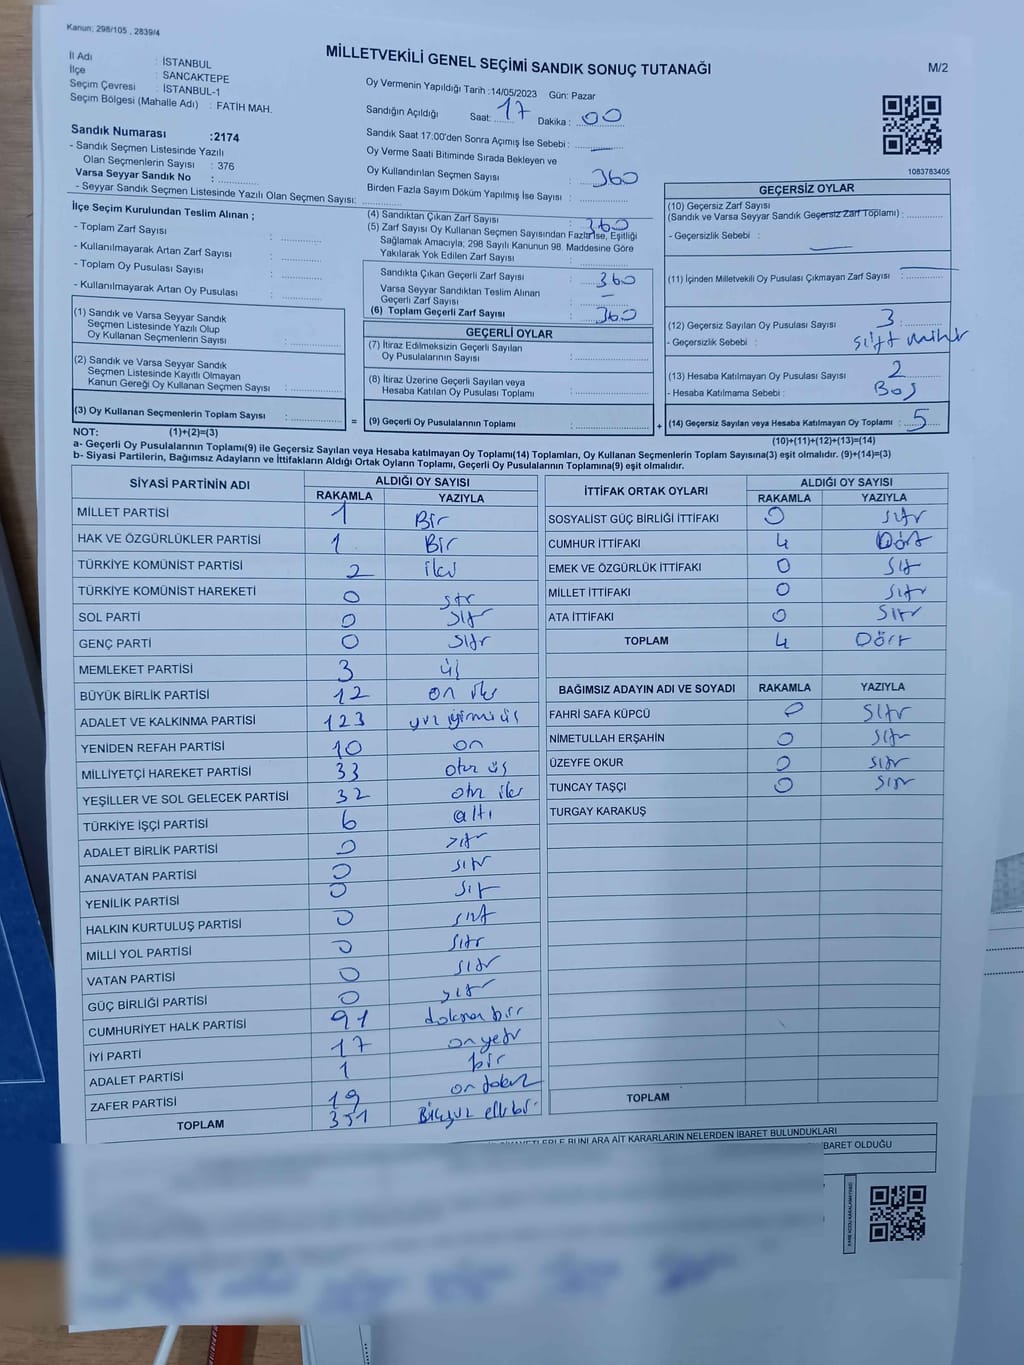 Kanun: 298/105 , 2839/4
MİLLETVEKİLİ GENEL SEÇİMİ SANDIK SONUÇ TUTANAĞI
M/2
İl Adı : İSTANBUL
İlçe : SANCAKTEPE
Seçim Çevresi : İSTANBUL-1
Seçim Bölgesi (Mahalle Adı) : FATİH MAH.
Sandık Numarası :2174
- Sandık Seçmen Listesinde Yazılı
Olan Seçmenlerin Sayısı : 376
Varsa Seyyar Sandık No :
- Seyyar Sandık Seçmen Listesinde Yazılı Olan Seçmen Sayısı:
Oy Vermenin Yapıldığı Tarih :14/05/2023 Gün: Pazar
Sandığın Açıldığı Saat: 17 Dakika : 00
Sandık Saat 17:00'den Sonra Açımış İse Sebebi :
Oy Verme Saati Bitiminde Sırada Bekleyen ve
Oy Kullandırılan Seçmen Sayısı : 360
Birden Fazla Sayım Döküm Yapılmış İse Sayısı :
1083783405
İlçe Seçim Kurulundan Teslim Alınan ;
- Toplam Zarf Sayısı :
- Kullanılmayarak Artan Zarf Sayısı :
- Toplam Oy Pusulası Sayısı :
- Kullanılmayarak Artan Oy Pusulası :
(1) Sandık ve Varsa Seyyar Sandık
Seçmen Listesinde Yazılı Olup
Oy Kullanan Seçmenlerin Sayısı :
(2) Sandık ve Varsa Seyyar Sandık
Seçmen Listesinde Kayıtlı Olmayan
Kanun Gereği Oy Kullanan Seçmen Sayısı :
(3) Oy Kullanan Seçmenlerin Toplam Sayısı : =
(4) Sandıktan Çıkan Zarf Sayısı : 360
(5) Zarf Sayısı Oy Kullanan Seçmen Sayısından Fazla İse, Eşitliği
Sağlamak Amacıyla; 298 Sayılı Kanunun 98. Maddesine Göre
Yakılarak Yok Edilen Zarf Sayısı :
Sandıkta Çıkan Geçerli Zarf Sayısı : 360
Varsa Seyyar Sandıktan Teslim Alınan
Geçerli Zarf Sayısı : –
(6) Toplam Geçerli Zarf Sayısı : 360
GEÇERLİ OYLAR
(7) İtiraz Edilmeksizin Geçerli Sayılan
Oy Pusulalarının Sayısı :
(8) İtiraz Üzerine Geçerli Sayılan veya
Hesaba Katılan Oy Pusulası Toplamı :
(9) Geçerli Oy Pusulalarının Toplamı : +
GEÇERSİZ OYLAR
(10) Geçersiz Zarf Sayısı
(Sandık ve Varsa Seyyar Sandık Geçersiz Zarf Toplamı) :
- Geçersizlik Sebebi :
(11) İçinden Milletvekili Oy Pusulası Çıkmayan Zarf Sayısı :
(12) Geçersiz Sayılan Oy Pusulası Sayısı : 3
- Geçersizlik Sebebi :
(13) Hesaba Katılmayan Oy Pusulası Sayısı : 2
- Hesaba Katılmama Sebebi : Boş
(14) Geçersiz Sayılan veya Hesaba Katılmayan Oy Toplamı : 5
NOT: (1)+(2)=(3)
(10)+(11)+(12)+(13)=(14)
a- Geçerli Oy Pusulalarının Toplamı(9) ile Geçersiz Sayılan veya Hesaba katılmayan Oy Toplamı(14) Toplamları, Oy Kullanan Seçmenlerin Toplam Sayısına(3) eşit olmalıdır. (9)+(14)=(3)
b- Siyasi Partilerin, Bağımsız Adayların ve İttifakların Aldığı Ortak Oyların Toplamı, Geçerli Oy Pusulalarının Toplamına(9) eşit olmalıdır.
SİYASİ PARTİNİN ADI ALDIĞI OY SAYISI
RAKAMLA YAZIYLA
MİLLET PARTİSİ 1 Bir
HAK VE ÖZGÜRLÜKLER PARTİSİ 1 Bir
TÜRKİYE KOMÜNİST PARTİSİ 2 iki
TÜRKİYE KOMÜNİST HAREKETİ 0 sıfır
SOL PARTİ 0 sıfır
GENÇ PARTİ 0 sıfır
MEMLEKET PARTİSİ 3 üç
BÜYÜK BİRLİK PARTİSİ 12 on iki
ADALET VE KALKINMA PARTİSİ 123 yüz yirmi üç
YENİDEN REFAH PARTİSİ 10 on
MİLLİYETÇİ HAREKET PARTİSİ 33 otuz üç
YEŞİLLER VE SOL GELECEK PARTİSİ 32 otuz iki
TÜRKİYE İŞÇİ PARTİSİ 6 altı
ADALET BİRLİK PARTİSİ 0 sıfır
ANAVATAN PARTİSİ 0 sıfır
YENİLİK PARTİSİ 0 sıfır
HALKIN KURTULUŞ PARTİSİ 0 sıfır
MİLLİ YOL PARTİSİ 0 sıfır
VATAN PARTİSİ 0 sıfır
GÜÇ BİRLİĞİ PARTİSİ 0 sıfır
CUMHURİYET HALK PARTİSİ 91 doksan bir
İYİ PARTİ 17 on yedi
ADALET PARTİSİ 1 bir
ZAFER PARTİSİ 19 on dokuz
TOPLAM 351 elli bir
İTTİFAK ORTAK OYLARI ALDIĞI OY SAYISI
RAKAMLA YAZIYLA
SOSYALİST GÜÇ BİRLİĞİ İTTİFAKI 0 sıfır
CUMHUR İTTİFAKI 4 Dört
EMEK VE ÖZGÜRLÜK İTTİFAKI 0 sıfır
MİLLET İTTİFAKI 0 sıfır
ATA İTTİFAKI 0 sıfır
TOPLAM 4 Dört
BAĞIMSIZ ADAYIN ADI VE SOYADI RAKAMLA YAZIYLA
FAHRİ SAFA KÜPCÜ 0 sıfır
NİMETULLAH ERŞAHİN 0 sıfır
ÜZEYFE OKUR 0 sıfır
TUNCAY TAŞÇI 0 sıfır
TURGAY KARAKUŞ
TOPLAM
BUNLARA AİT KARARLARIN NELERDEN İBARET BULUNDUKLARI
İBARET OLDUĞU